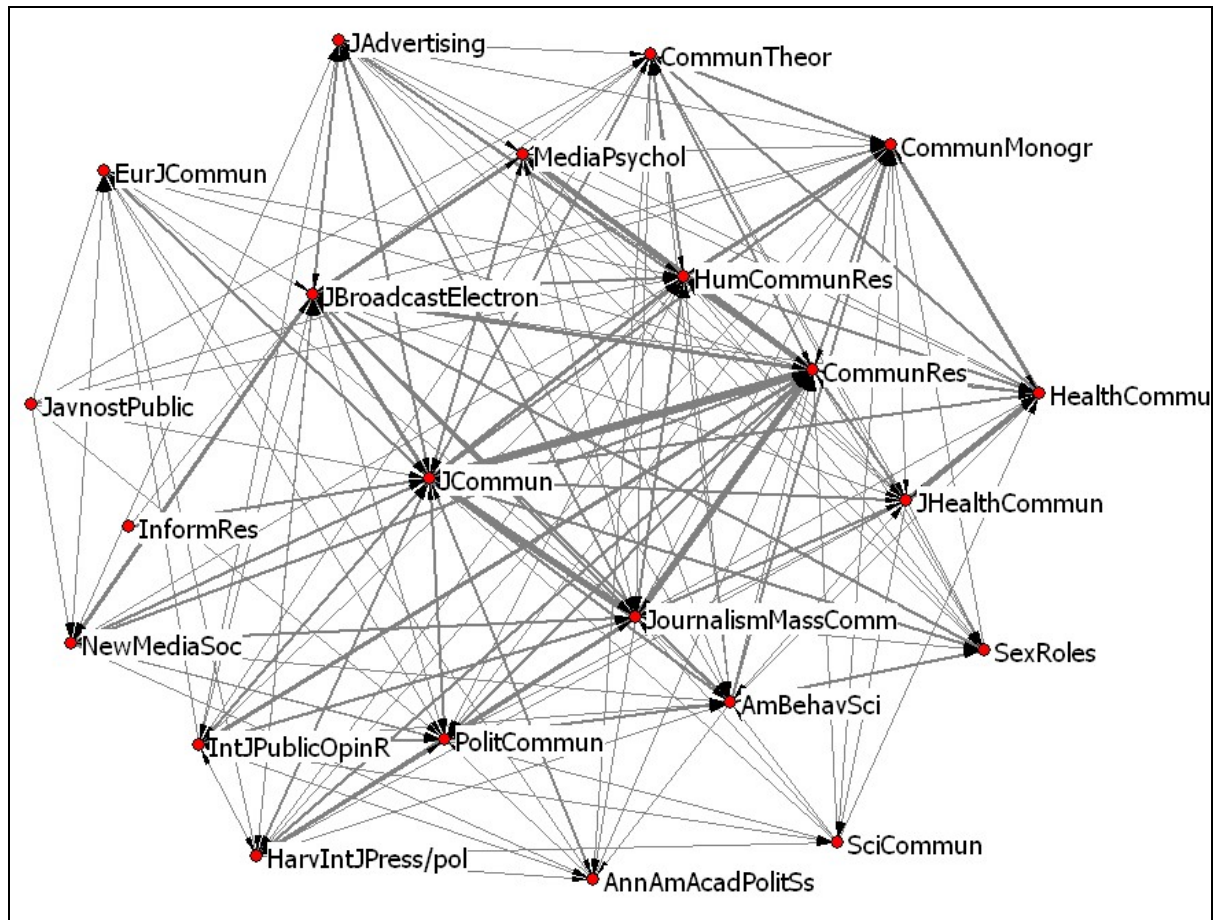 JAdvertising
CommunTheor
CommunMonogr
MediaPsychol
EurJCommun
HumCommunRes
JBroadcastElectron
CommunRes
HealthCommu
JavnostPublic
JCommun
JHealthCommun
InformRes
JournalismMassComm
NewMediaSoc
SexRoles
AmBehavSci
IntJPublicOpinR
PolitCommun
HarvIntJPress/pol
SciCommun
AnnAmAcadPolitSs